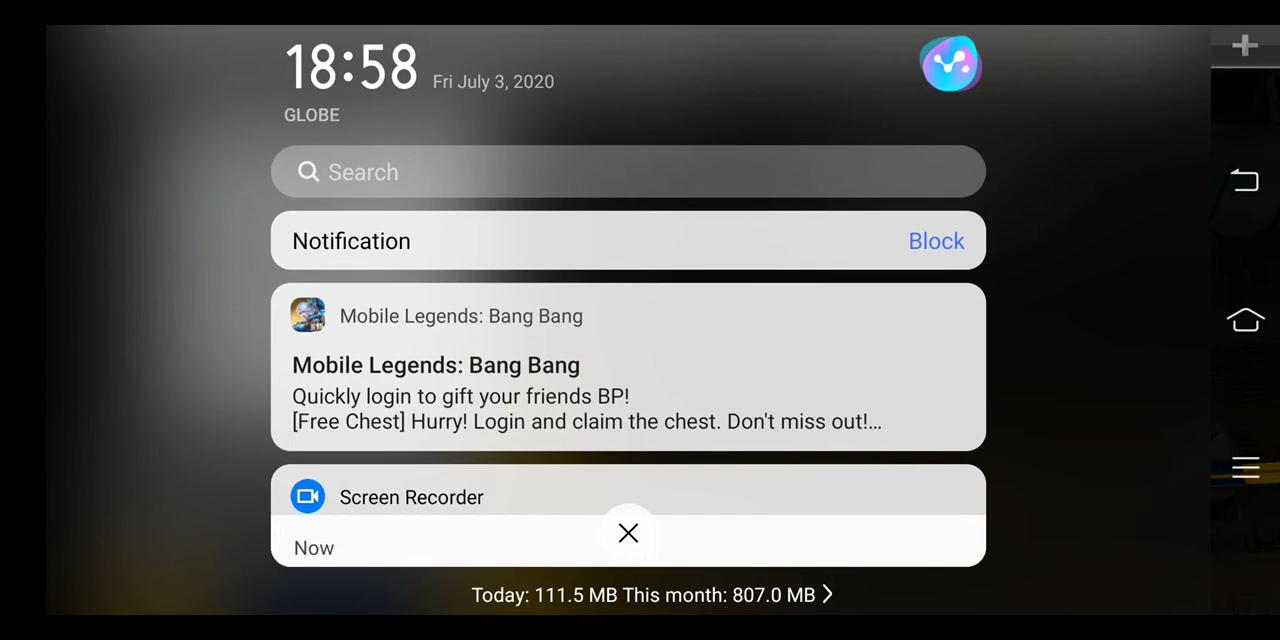 18:58 Fri July 3, 2020
GLOBE
Search
Notification Block
Mobile Legends: Bang Bang
Mobile Legends: Bang Bang
Quickly login to gift your friends BP!
[Free Chest] Hurry! Login and claim the chest. Don't miss out!...
Screen Recorder
Now
Today: 111.5 MB This month: 807.0 MB